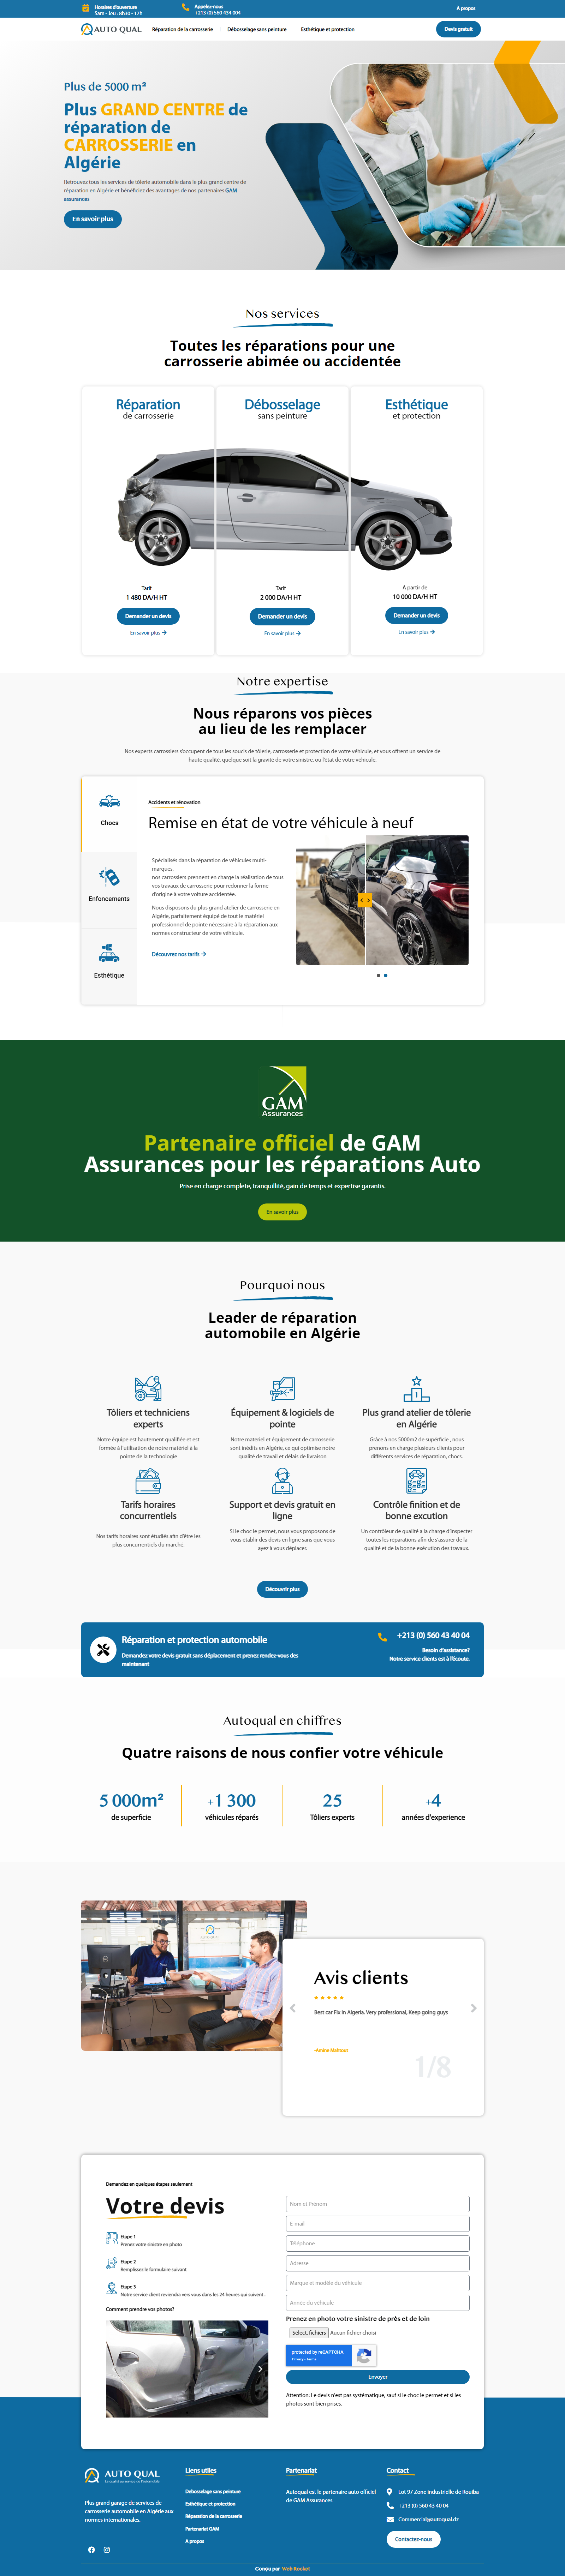 Horaires d'ouverture
Sam - Jeu : 8h30 - 17h
Appelez-nous
+213 (0) 560 434 004
À propos
AUTO QUAL
Réparation de la carrosserie
Débosselage sans peinture
Esthétique et protection
Devis gratuit
Plus de 5000 m²
Plus GRAND CENTRE de
réparation de
CARROSSERIE en
Algérie
Retrouvez tous les services de tôlerie automobile dans le plus grand centre de
réparation en Algérie et bénéficiez des avantages de nos partenaires GAM
assurances
En savoir plus
Nos services
Toutes les réparations pour une
carrosserie abimée ou accidentée
Réparation
de carrosserie
Débosselage
sans peinture
Esthétique
et protection
Tarif
1 480 DA/H HT
Demander un devis
En savoir plus
Tarif
2 000 DA/H HT
Demander un devis
En savoir plus
À partir de
10 000 DA/H HT
Demander un devis
En savoir plus
Notre expertise
Nous réparons vos pièces
au lieu de les remplacer
Nos experts carrossiers s'occupent de tous les soucis de tôlerie, carrosserie et protection de votre véhicule, et vous offrent un service de
haute qualité, quelque soit la gravité de votre sinistre, ou l'état de votre véhicule.
Chocs
Enfoncements
Esthétique
Accidents et rénovation
Remise en état de votre véhicule à neuf
Spécialisés dans la réparation de véhicules multi-
marques,
nos carrossiers prennent en charge la réalisation de tous
vos travaux de carrosserie pour redonner la forme
d'origine à votre voiture accidentée.
Nous disposons du plus grand atelier de carrosserie en
Algérie, parfaitement équipé de tout le matériel
professionnel de pointe nécessaire à la réparation aux
normes constructeur de votre véhicule.
Découvrez nos tarifs
GAM
Assurances
Partenaire officiel de GAM
Assurances pour les réparations Auto
Prise en charge complete, tranquillité, gain de temps et expertise garantis.
En savoir plus
Pourquoi nous
Leader de réparation
automobile en Algérie
Tôliers et techniciens
experts
Notre équipe est hautement qualifiée et est
formée à l'utilisation de notre matériel à la
pointe de la technologie
Équipement & logiciels de
pointe
Notre materiel et équipement de carrosserie
sont inédits en Algérie, ce qui optimise notre
qualité de travail et délais de livraison
Plus grand atelier de tôlerie
en Algérie
Grâce à nos 5000m2 de supérficie , nous
prenons en charge plusieurs clients pour
différents services de réparation, chocs.
Tarifs horaires
concurrentiels
Nos tarifs horaires sont étudiés afin d'être les
plus concurrentiels du marché.
Support et devis gratuit en
ligne
Si le choc le permet, nous vous proposons de
vous établir des devis en ligne sans que vous
ayez à vous déplacer.
Contrôle finition et de
bonne excution
Un contrôleur de qualité a la charge d'inspecter
toutes les réparations afin de s'assurer de la
qualité et de la bonne exécution des travaux.
Découvrir plus
Réparation et protection automobile
Demandez votre devis gratuit sans déplacement et prenez rendez-vous des
maintenant
+213 (0) 560 43 40 04
Besoin d'assistance?
Notre service clients est à l'écoute.
Autoqual en chiffres
Quatre raisons de nous confier votre véhicule
5 000m²
de superficie
+1 300
véhicules réparés
25
Tôliers experts
+4
années d'experience
Avis clients
Best car Fix in Algeria. Very professional, Keep going guys
-Amine Mahtout
1/8
Demandez en quelques étapes seulement
Votre devis
Etape 1
Prenez votre sinistre en photo
Etape 2
Remplissez le formulaire suivant
Etape 3
Notre service client reviendra vers vous dans les 24 heures qui suivent .
Comment prendre vos photos?
Nom et Prénom
E-mail
Téléphone
Adresse
Marque et modèle du véhicule
Année du véhicule
Prenez en photo votre sinistre de près et de loin
Sélect. fichiers
Aucun fichier choisi
protected by reCAPTCHA
Privacy - Terms
Envoyer
Attention: Le devis n'est pas systématique, sauf si le choc le permet et si les
photos sont bien prises.
AUTO QUAL
La qualité au service de l'automobile
Plus grand garage de services de
carrosserie automobile en Algérie aux
normes internationales.
Liens utiles
Debosselage sans peinture
Esthétique et protection
Réparation de la carrosserie
Partenariat GAM
A propos
Partenariat
Autoqual est le partenaire auto officiel
de GAM Assurances
Contact
Lot 97 Zone industrielle de Rouiba
+213 (0) 560 43 40 04
Commercial@autoqual.dz
Contactez-nous
Conçu par Web Rocket